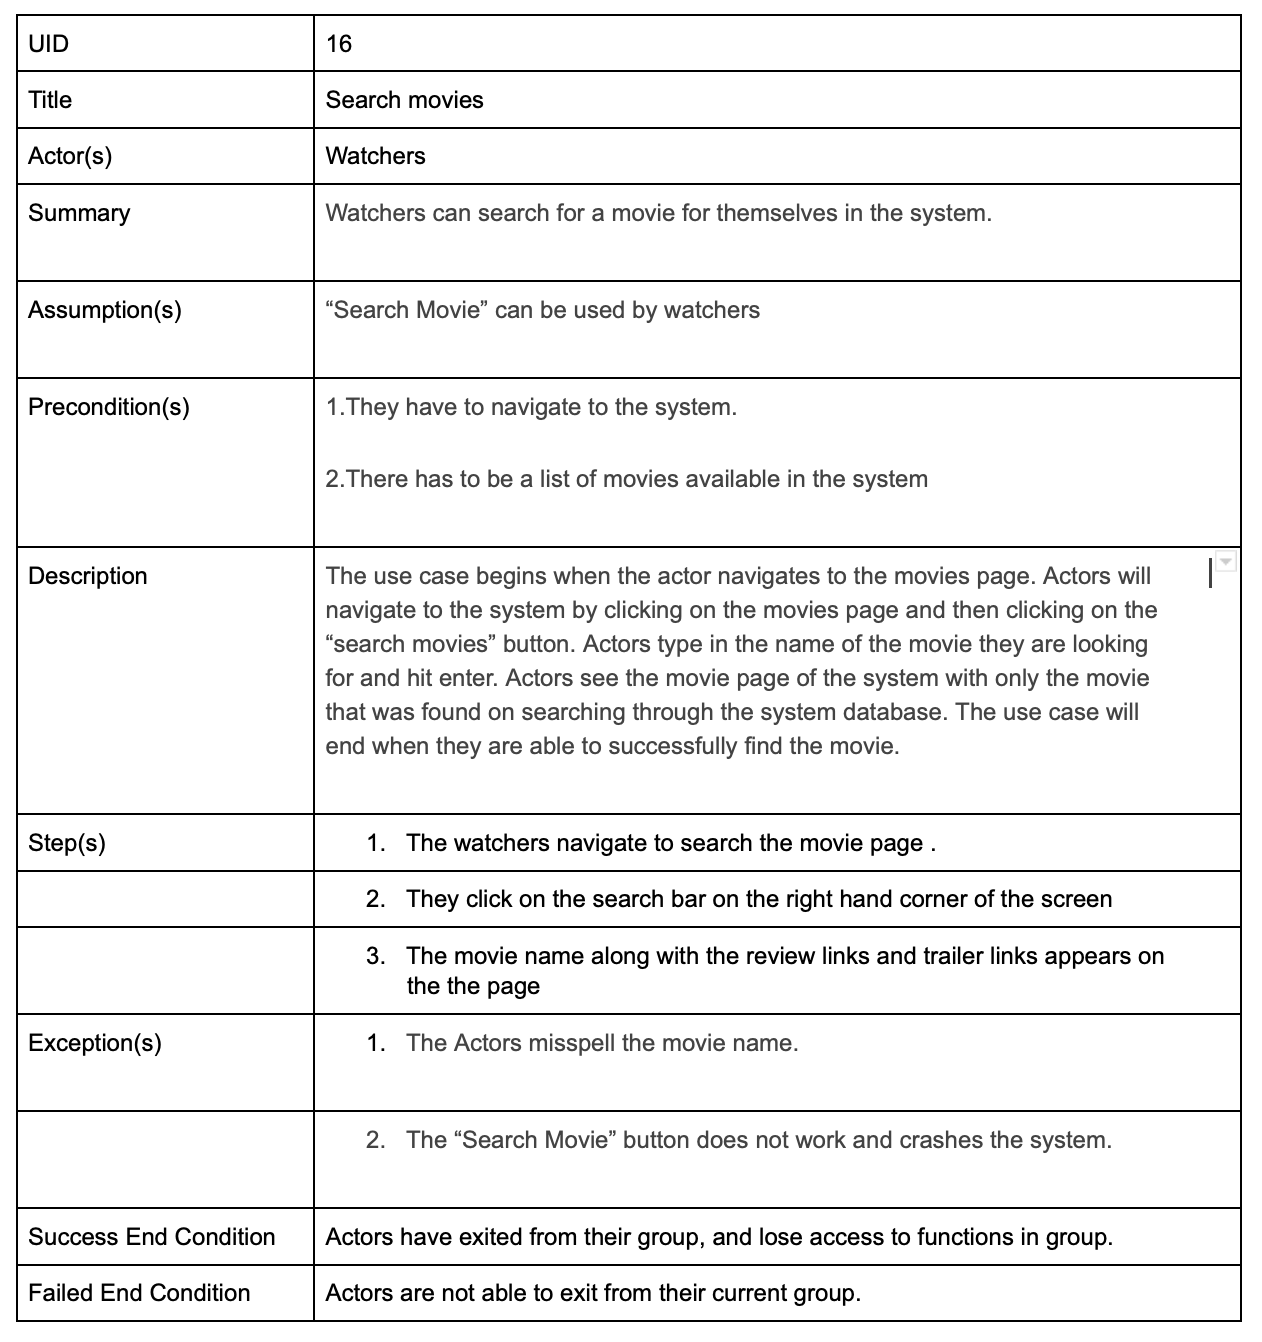 UID
16
Title
Search movies
Actor(s)
Watchers
Summary
Watchers can search for a movie for themselves in the system.
Assumption(s)
“Search Movie” can be used by watchers
Precondition(s)
1.They have to navigate to the system.
2.There has to be a list of movies available in the system
Description
The use case begins when the actor navigates to the movies page. Actors will
navigate to the system by clicking on the movies page and then clicking on the
“search movies” button. Actors type in the name of the movie they are looking
for and hit enter. Actors see the movie page of the system with only the movie
that was found on searching through the system database. The use case will
end when they are able to successfully find the movie.
Step(s)
1. The watchers navigate to search the movie page .
2. They click on the search bar on the right hand corner of the screen
3. The movie name along with the review links and trailer links appears on
the the page
Exception(s)
1. The Actors misspell the movie name.
2. The “Search Movie” button does not work and crashes the system.
Success End Condition
Actors have exited from their group, and lose access to functions in group.
Failed End Condition
Actors are not able to exit from their current group.